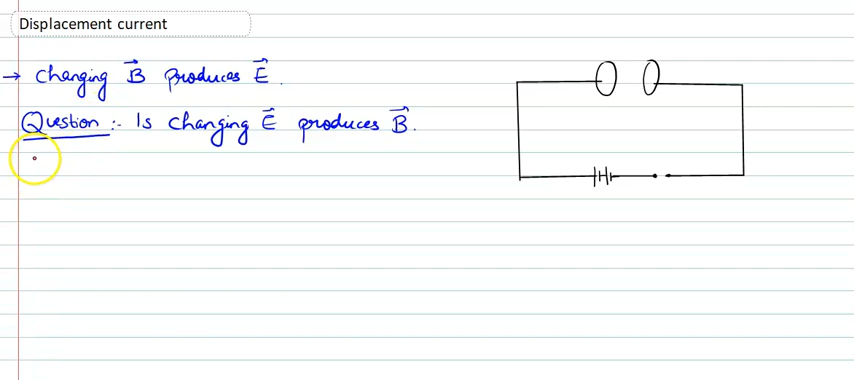 Displacement current
→ Changing B⃗ produces E⃗.
Question :- Is changing E⃗ produces B⃗.